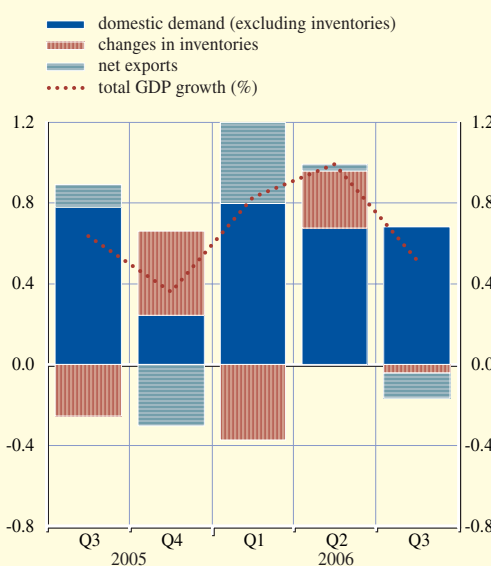 domestic demand (excluding inventories)
changes in inventories
net exports
total GDP growth (%)
1.2 1.2
0.8 0.8
0.4 0.4
0.0 0.0
-0.4 -0.4
-0.8 -0.8
Q3 Q4 Q1 Q2 Q3
2005 2006